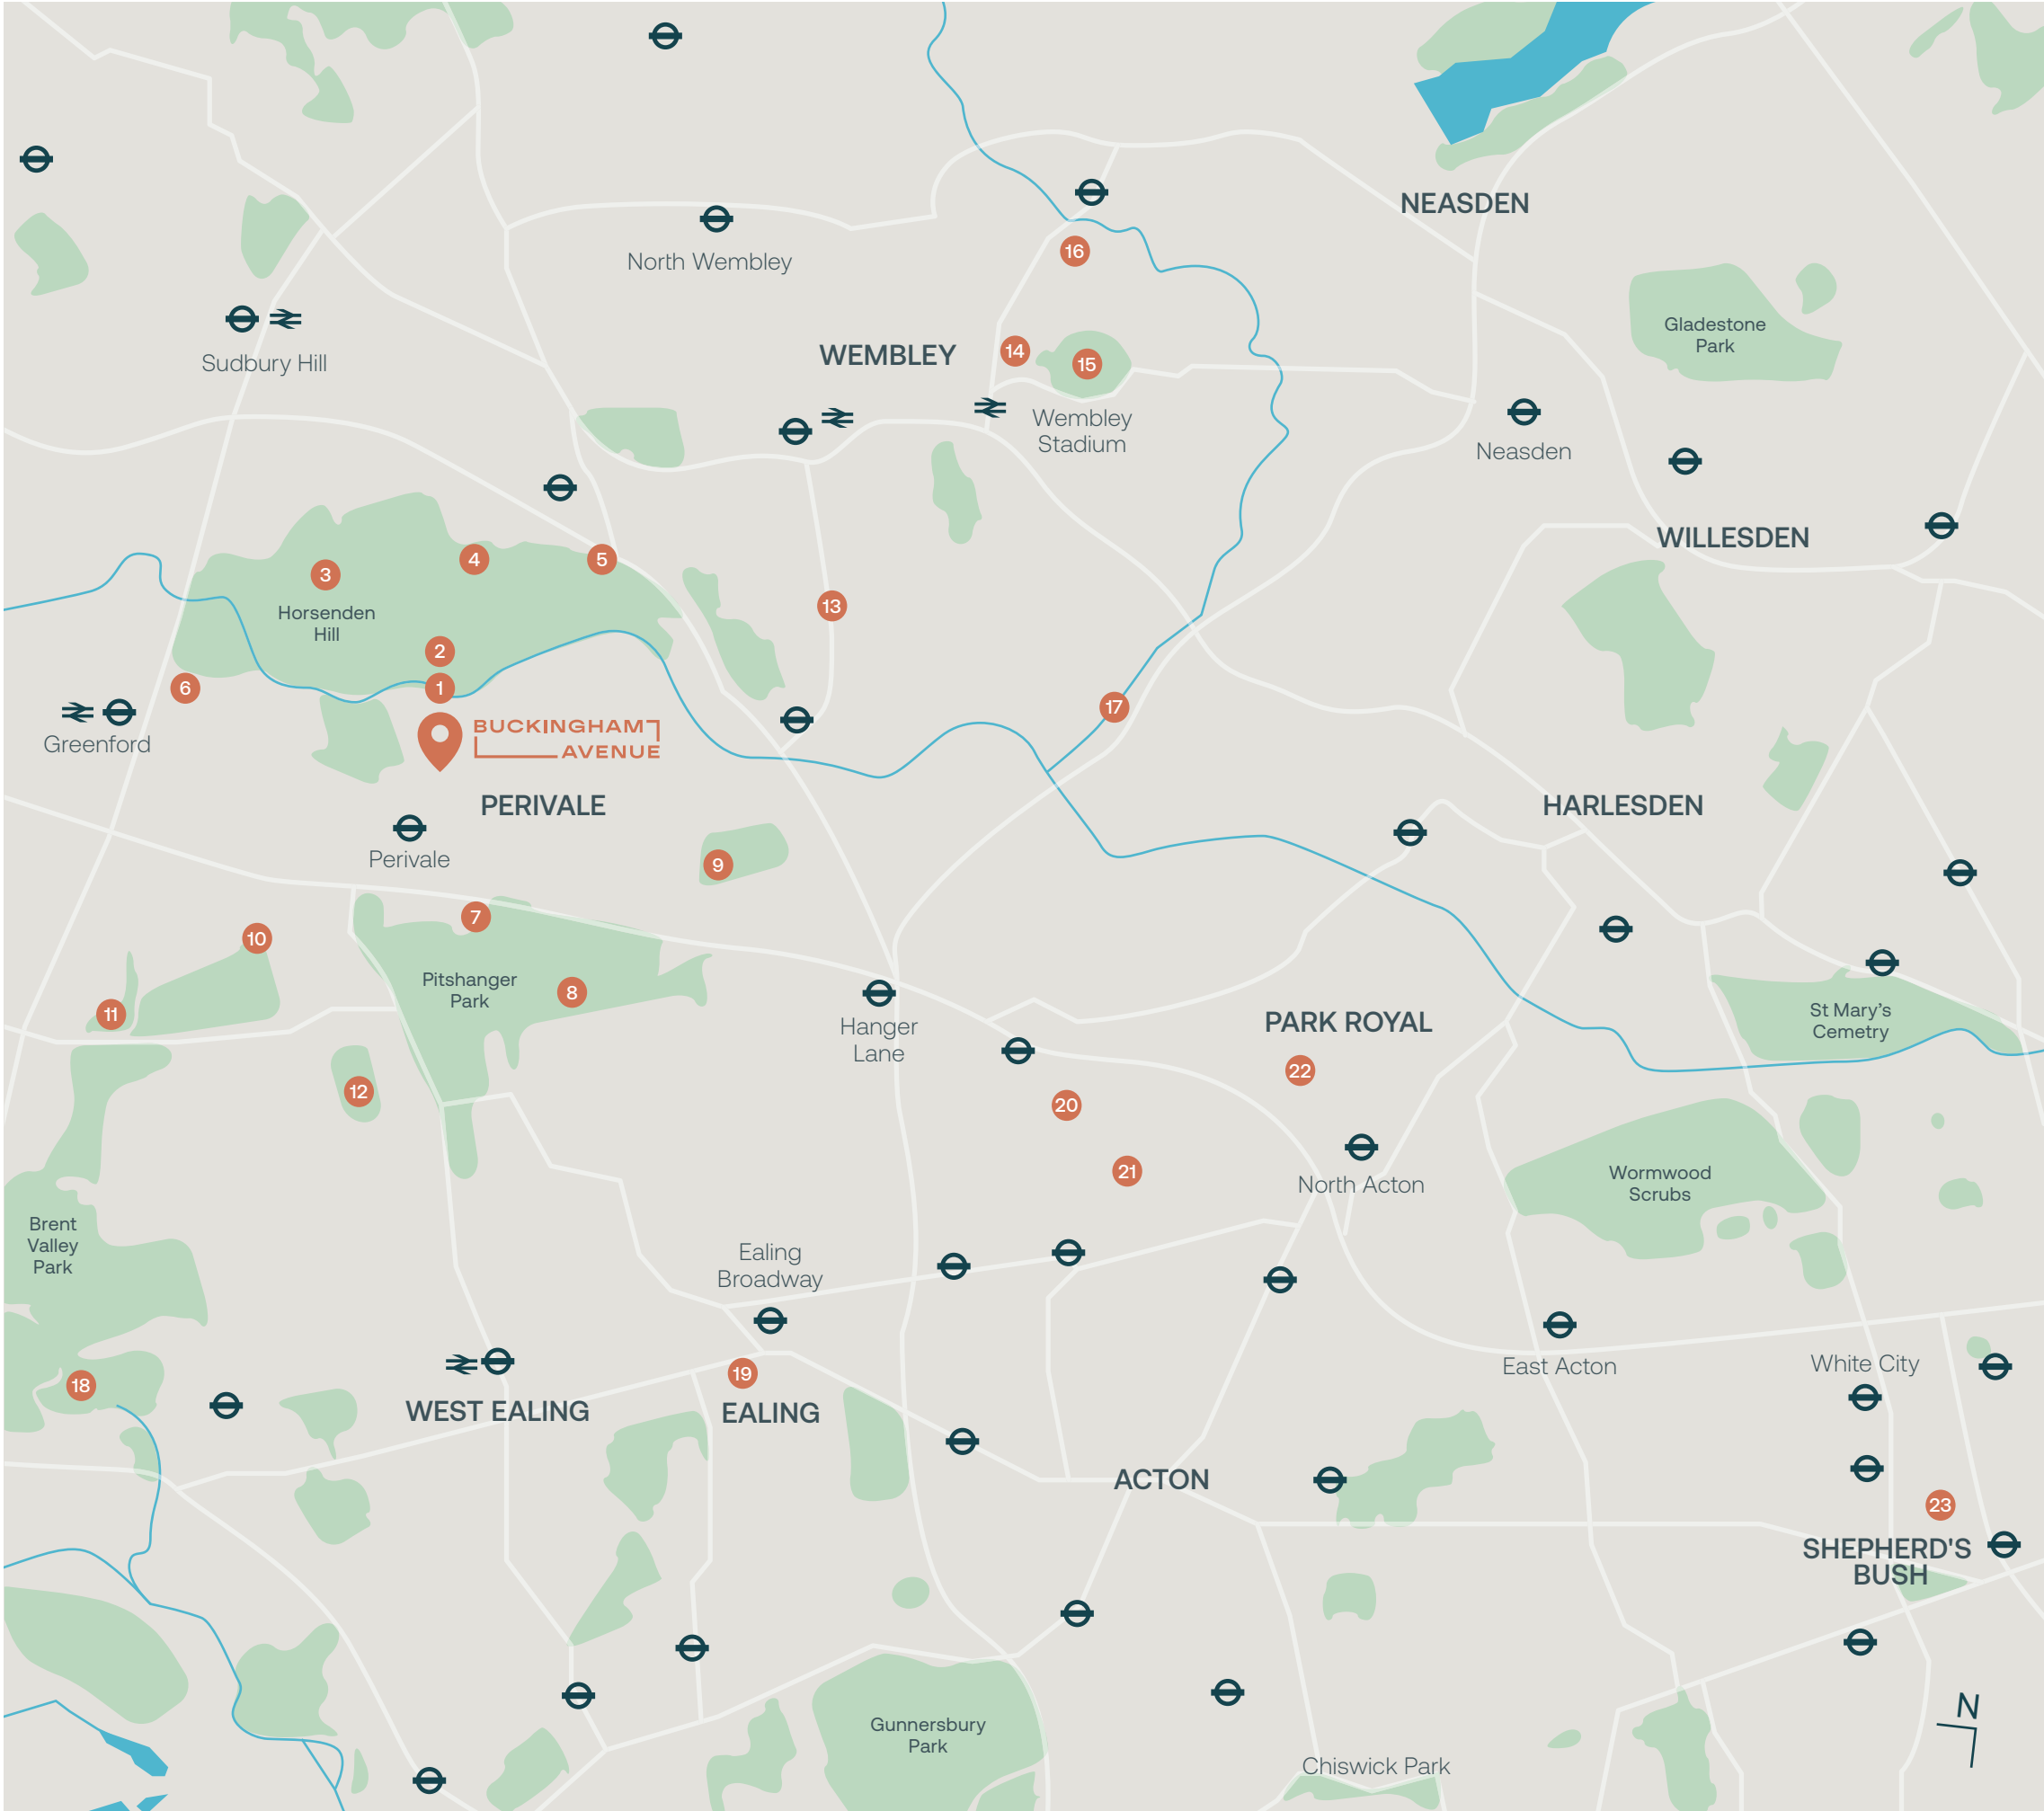 NEASDEN
16
North Wembley
Gladestone
Park
Sudbury Hill
WEMBLEY
14
15
Wembley
Stadium
Neasden
WILLESDEN
3
4
5
Horsenden
Hill
13
2
6
1
17
Greenford
BUCKINGHAM
AVENUE
PERIVALE
HARLESDEN
Perivale
9
7
10
Pitshanger
Park
8
11
Hanger
Lane
PARK ROYAL
St Mary's
Cemetry
12
22
20
21
North Acton
Wormwood
Scrubs
Brent
Valley
Park
Ealing
Broadway
East Acton
White City
18
19
WEST EALING
EALING
ACTON
23
SHEPHERD'S
BUSH
Gunnersbury
Park
N
Chiswick Park